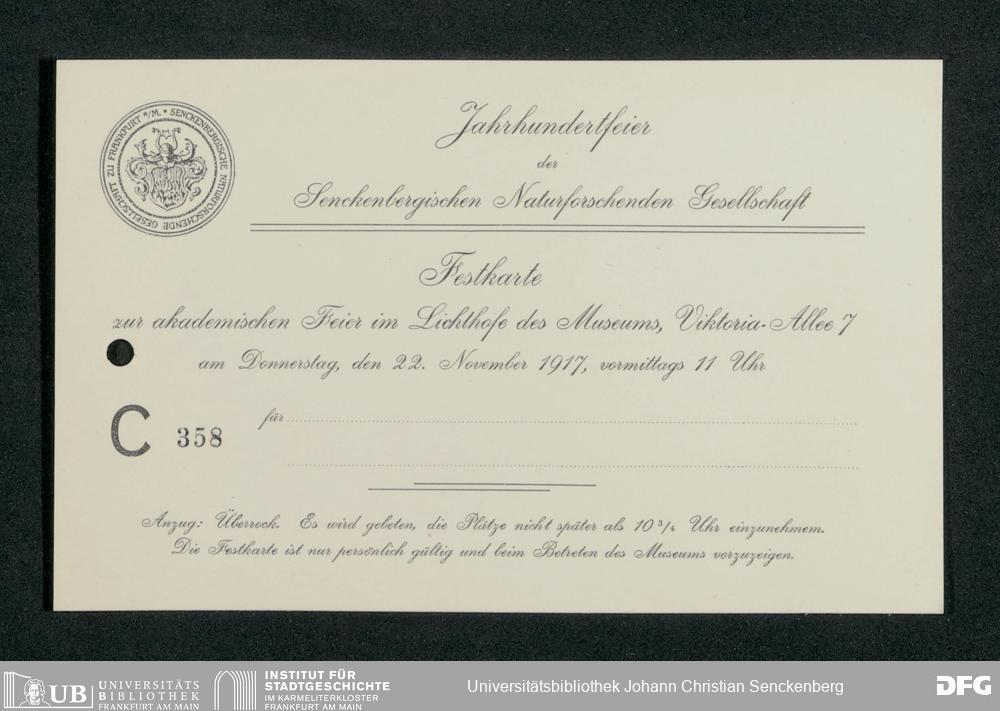 SENCKENBERGISCHE NATURFORSCHENDE GESELLSCHAFT ZU FRANKFURT a/M. *
Jahrhundertfeier
der
Senckenbergischen Naturforschenden Gesellschaft
Festkarte
zur akademischen Feier im Lichthofe des Museums, Viktoria-Allee 7
am Donnerstag, den 22. November 1917, vormittags 11 Uhr
C 358
für
Anzug: Überrock. Es wird gebeten, die Plätze nicht später als 10 3/4 Uhr einzunehmem.
Die Festkarte ist nur persönlich gültig und beim Betreten des Museums vorzuzeigen.
UB UNIVERSITÄTS
BIBLIOTHEK
FRANKFURT AM MAIN
INSTITUT FÜR
STADTGESCHICHTE
IM KARMELITERKLOSTER
FRANKFURT AM MAIN
Universitätsbibliothek Johann Christian Senckenberg
DFG